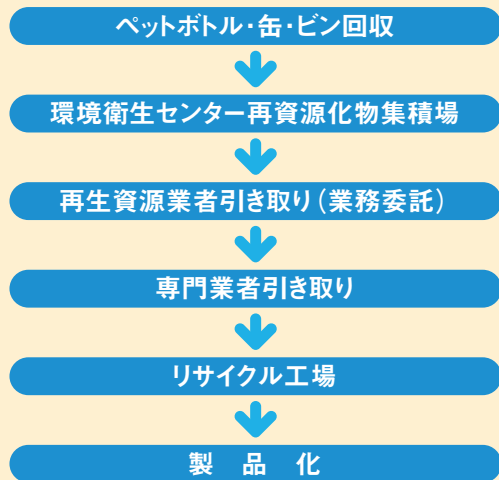 ペットボトル・缶・ビン回収
環境衛生センター再資源化物集積場
再生資源業者引き取り(業務委託)
専門業者引き取り
リサイクル工場
製　品　化